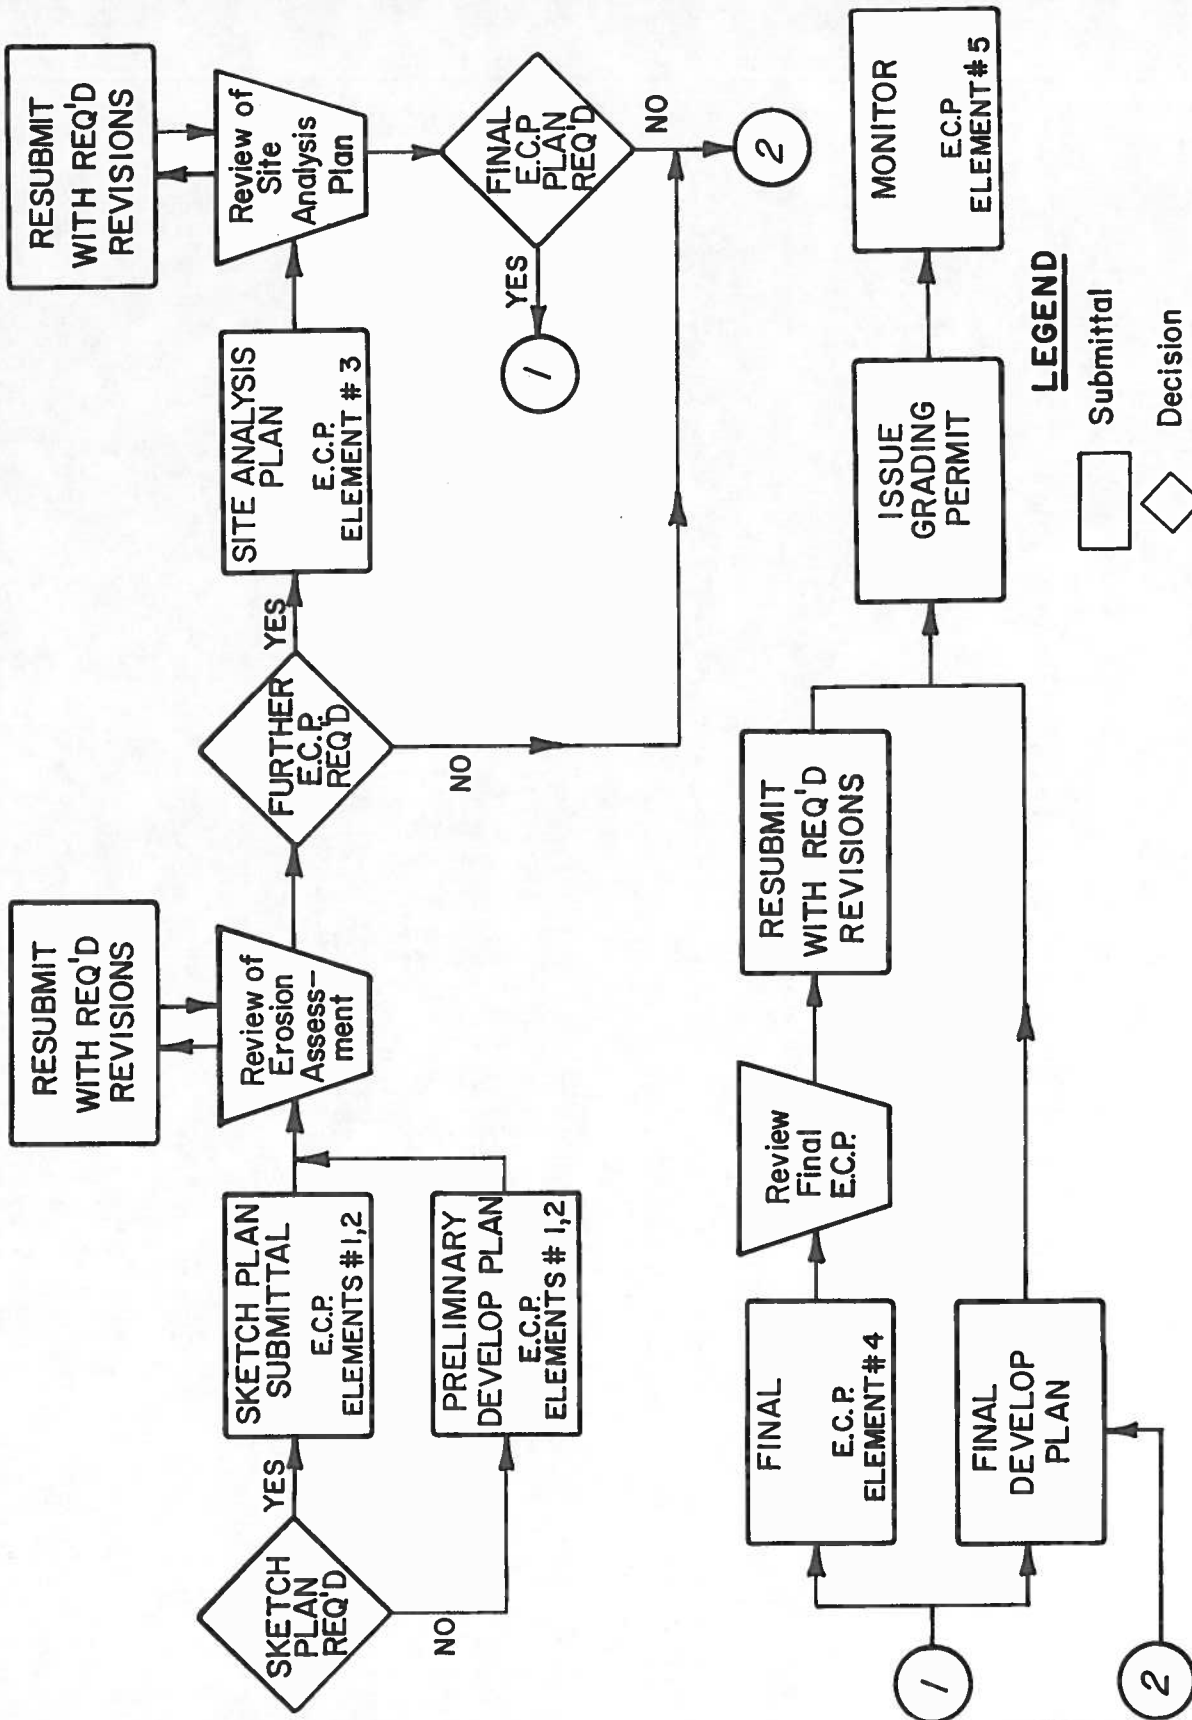 SKETCH
PLAN
REQ'D
YES
NO
SKETCH PLAN
SUBMITTAL
E.C.P.
ELEMENTS # 1,2
PRELIMNARY
DEVELOP PLAN
E.C.P.
ELEMENTS # 1,2
Review of
Erosion
Assess-
ment
RESUBMIT
WITH REQ'D
REVISIONS
FURTHER
E.C.P.
REQ'D
YES
NO
SITE ANALYSIS
PLAN
E.C.P.
ELEMENT # 3
Review of
Site
Analysis
Plan
RESUBMIT
WITH REQ'D
REVISIONS
FINAL
E.C.P
PLAN
REQ'D
YES
NO
1
2
1
2
FINAL
E.C.P.
ELEMENT #4
FINAL
DEVELOP
PLAN
Review
Final
E.C.P.
RESUBMIT
WITH REQ'D
REVISIONS
ISSUE
GRADING
PERMIT
MONITOR
E.C.P
ELEMENT #5
LEGEND
Submittal
Decision